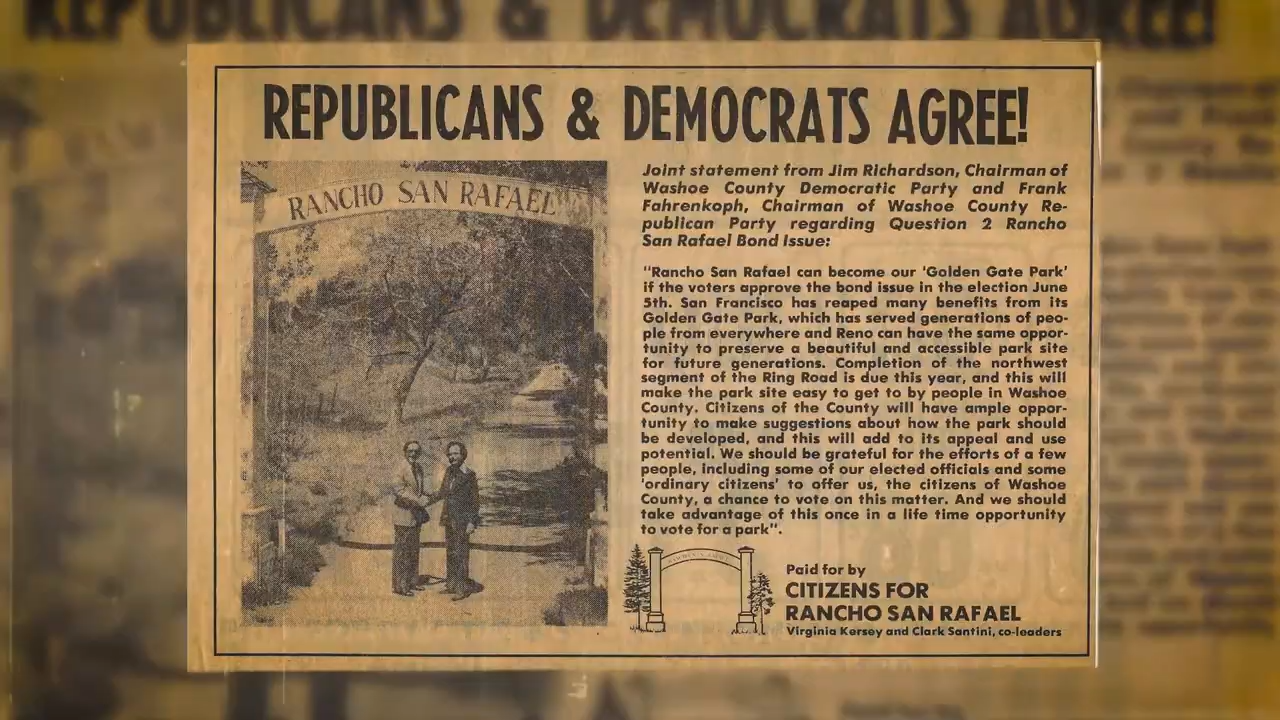 REPUBLICANS & DEMOCRATS AGREE!
RANCHO SAN RAFAEL
Joint statement from Jim Richardson, Chairman of
Washoe County Democratic Party and Frank
Fahrenkoph, Chairman of Washoe County Re-
publican Party regarding Question 2 Rancho
San Rafael Bond Issue:
"Rancho San Rafael can become our 'Golden Gate Park'
if the voters approve the bond issue in the election June
5th. San Francisco has reaped many benefits from its
Golden Gate Park, which has served generations of peo-
ple from everywhere and Reno can have the same oppor-
tunity to preserve a beautiful and accessible park site
for future generations. Completion of the northwest
segment of the Ring Road is due this year, and this will
make the park site easy to get to by people in Washoe
County. Citizens of the County will have ample oppor-
tunity to make suggestions about how the park should
be developed, and this will add to its appeal and use
potential. We should be grateful for the efforts of a few
people, including some of our elected officials and some
'ordinary citizens' to offer us, the citizens of Washoe
County, a chance to vote on this matter. And we should
take advantage of this once in a life time opportunity
to vote for a park".
Paid for by
CITIZENS FOR
RANCHO SAN RAFAEL
Virginia Kersey and Clark Santini, co-leaders